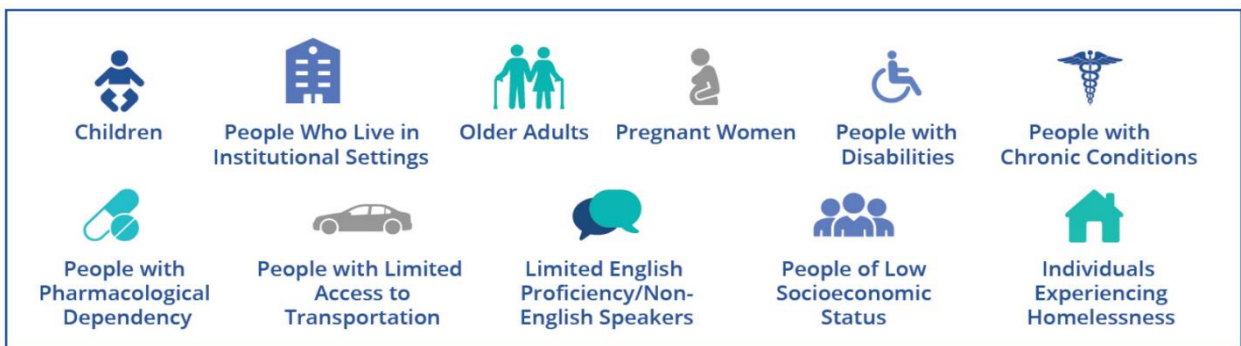 Children
People Who Live in
Institutional Settings
Older Adults
Pregnant Women
People with
Disabilities
People with
Chronic Conditions
People with
Pharmacological
Dependency
People with Limited
Access to
Transportation
Limited English
Proficiency/Non-
English Speakers
People of Low
Socioeconomic
Status
Individuals
Experiencing
Homelessness